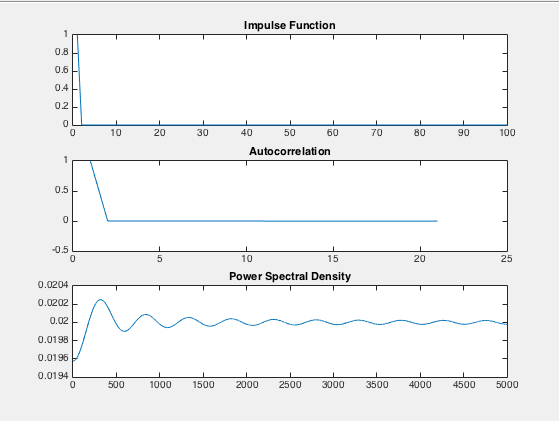 Impulse Function
1
0.8
0.6
0.4
0.2
0
0 10 20 30 40 50 60 70 80 90 100
Autocorrelation
1
0.5
0
-0.5
0 5 10 15 20 25
Power Spectral Density
0.0204
0.0202
0.02
0.0198
0.0196
0.0194
0 500 1000 1500 2000 2500 3000 3500 4000 4500 5000